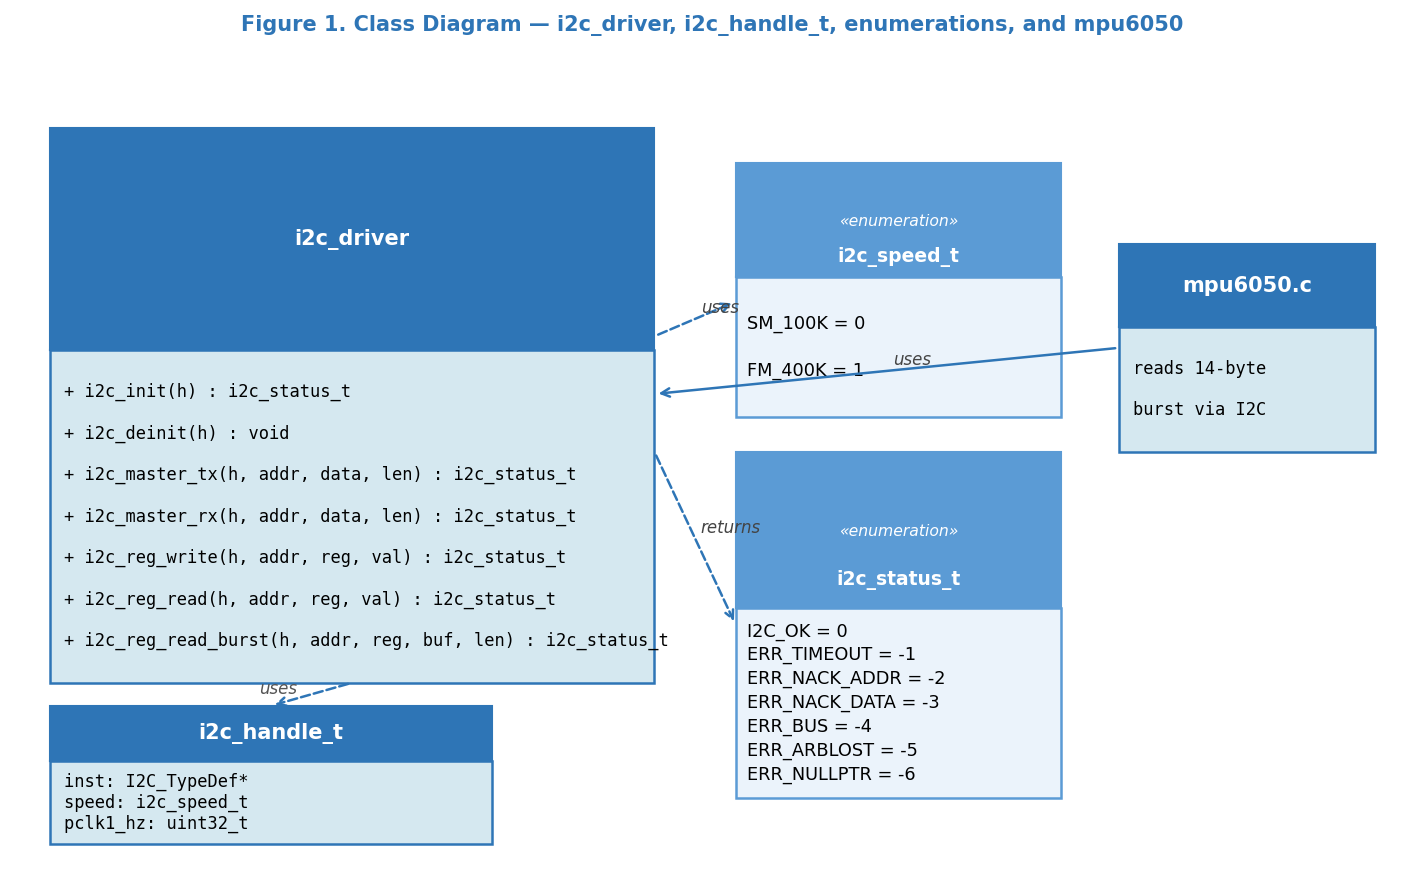 Figure 1. Class Diagram — i2c_driver, i2c_handle_t, enumerations, and mpu6050
i2c_driver
+ i2c_init(h) : i2c_status_t
+ i2c_deinit(h) : void
+ i2c_master_tx(h, addr, data, len) : i2c_status_t
+ i2c_master_rx(h, addr, data, len) : i2c_status_t
+ i2c_reg_write(h, addr, reg, val) : i2c_status_t
+ i2c_reg_read(h, addr, reg, val) : i2c_status_t
+ i2c_reg_read_burst(h, addr, reg, buf, len) : i2c_status_t
uses
«enumeration»
i2c_speed_t
SM_100K = 0
FM_400K = 1
uses
mpu6050.c
reads 14-byte
burst via I2C
returns
«enumeration»
i2c_status_t
I2C_OK = 0
ERR_TIMEOUT = -1
ERR_NACK_ADDR = -2
ERR_NACK_DATA = -3
ERR_BUS = -4
ERR_ARBLOST = -5
ERR_NULLPTR = -6
uses
i2c_handle_t
inst: I2C_TypeDef*
speed: i2c_speed_t
pclk1_hz: uint32_t